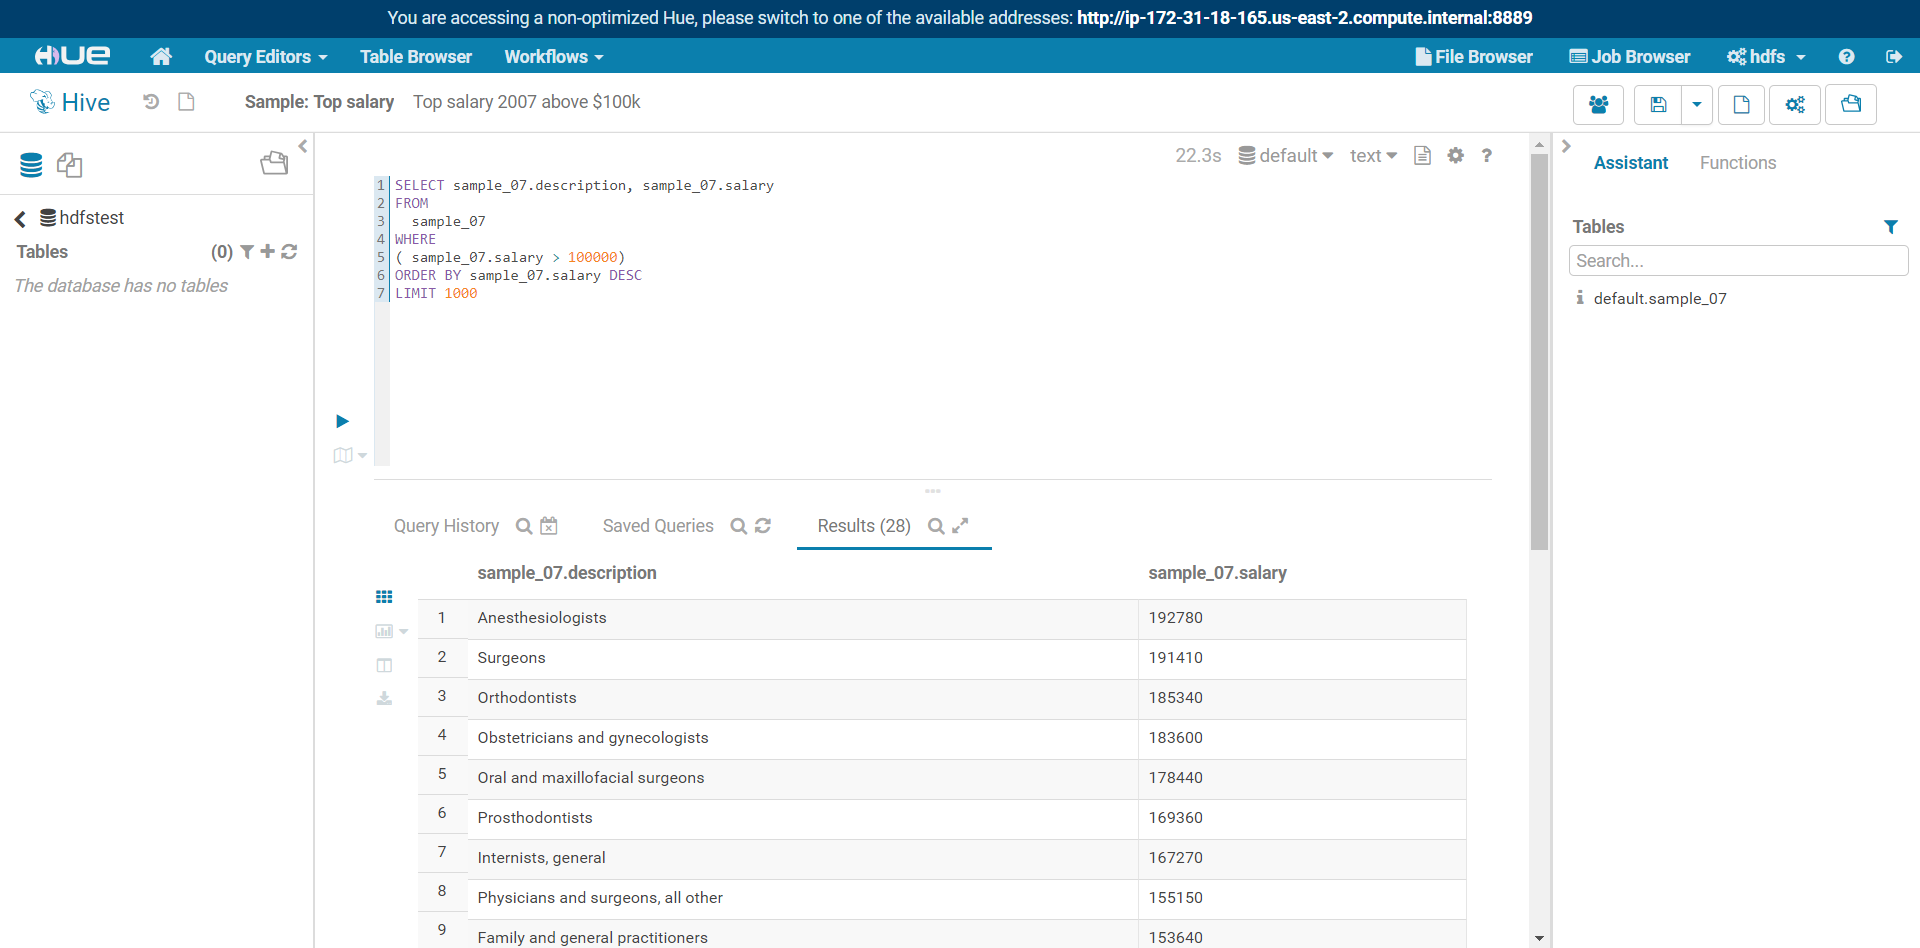 You are accessing a non-optimized Hue, please switch to one of the available addresses: http://ip-172-31-18-165.us-east-2.compute.internal:8889
HUE Query Editors Table Browser Workflows File Browser Job Browser hdfs
Hive Sample: Top salary Top salary 2007 above $100k
22.3s default text ?
Assistant Functions
hdfstest
Tables (0)
The database has no tables
1 SELECT sample_07.description, sample_07.salary
2 FROM
3 sample_07
4 WHERE
5 ( sample_07.salary > 100000)
6 ORDER BY sample_07.salary DESC
7 LIMIT 1000
Tables
Search...
default.sample_07
Query History Saved Queries Results (28)
sample_07.description sample_07.salary
1 Anesthesiologists 192780
2 Surgeons 191410
3 Orthodontists 185340
4 Obstetricians and gynecologists 183600
5 Oral and maxillofacial surgeons 178440
6 Prosthodontists 169360
7 Internists, general 167270
8 Physicians and surgeons, all other 155150
9 Family and general practitioners 153640